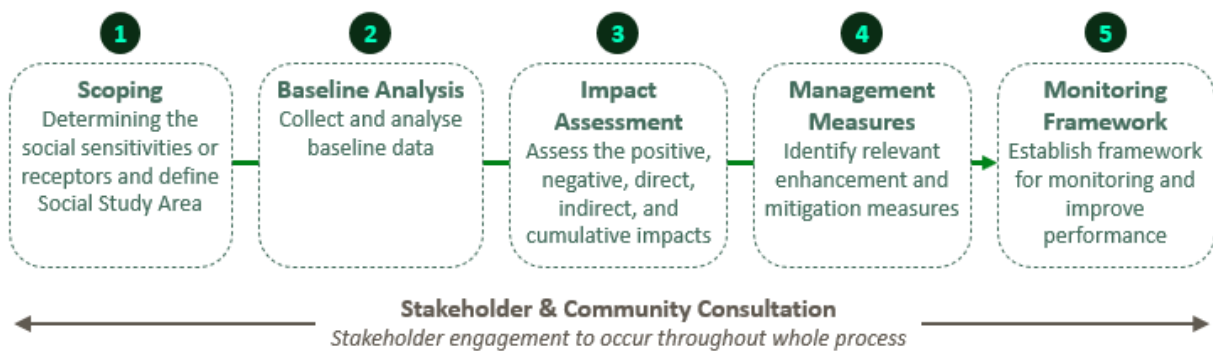 1
Scoping
Determining the
social sensitivities or
receptors and define
Social Study Area
2
Baseline Analysis
Collect and analyse
baseline data
3
Impact
Assessment
Assess the positive,
negative, direct,
indirect, and
cumulative impacts
4
Management
Measures
Identify relevant
enhancement and
mitigation measures
5
Monitoring
Framework
Establish framework
for monitoring and
improve
performance
Stakeholder & Community Consultation
Stakeholder engagement to occur throughout whole process